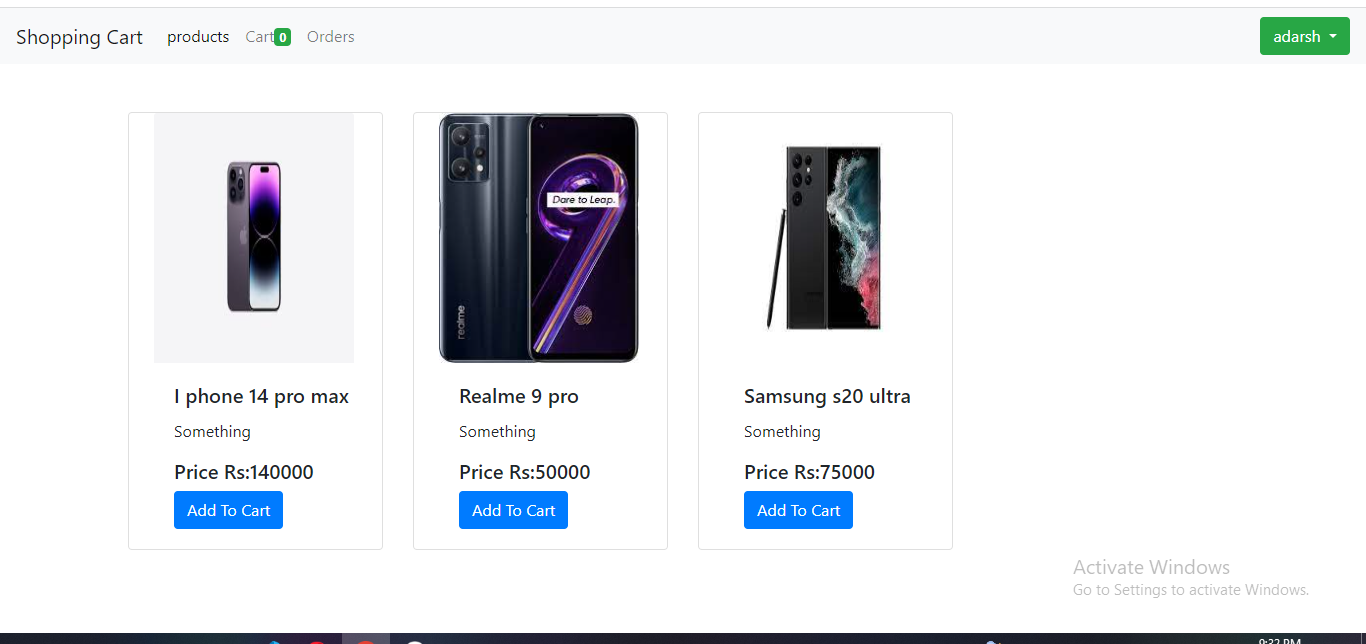 Shopping Cart products Cart 0 Orders adarsh
Dare to Leap.
realme
I phone 14 pro max
Something
Price Rs:140000
Add To Cart
Realme 9 pro
Something
Price Rs:50000
Add To Cart
Samsung s20 ultra
Something
Price Rs:75000
Add To Cart
Activate Windows
Go to Settings to activate Windows.
9:32 PM